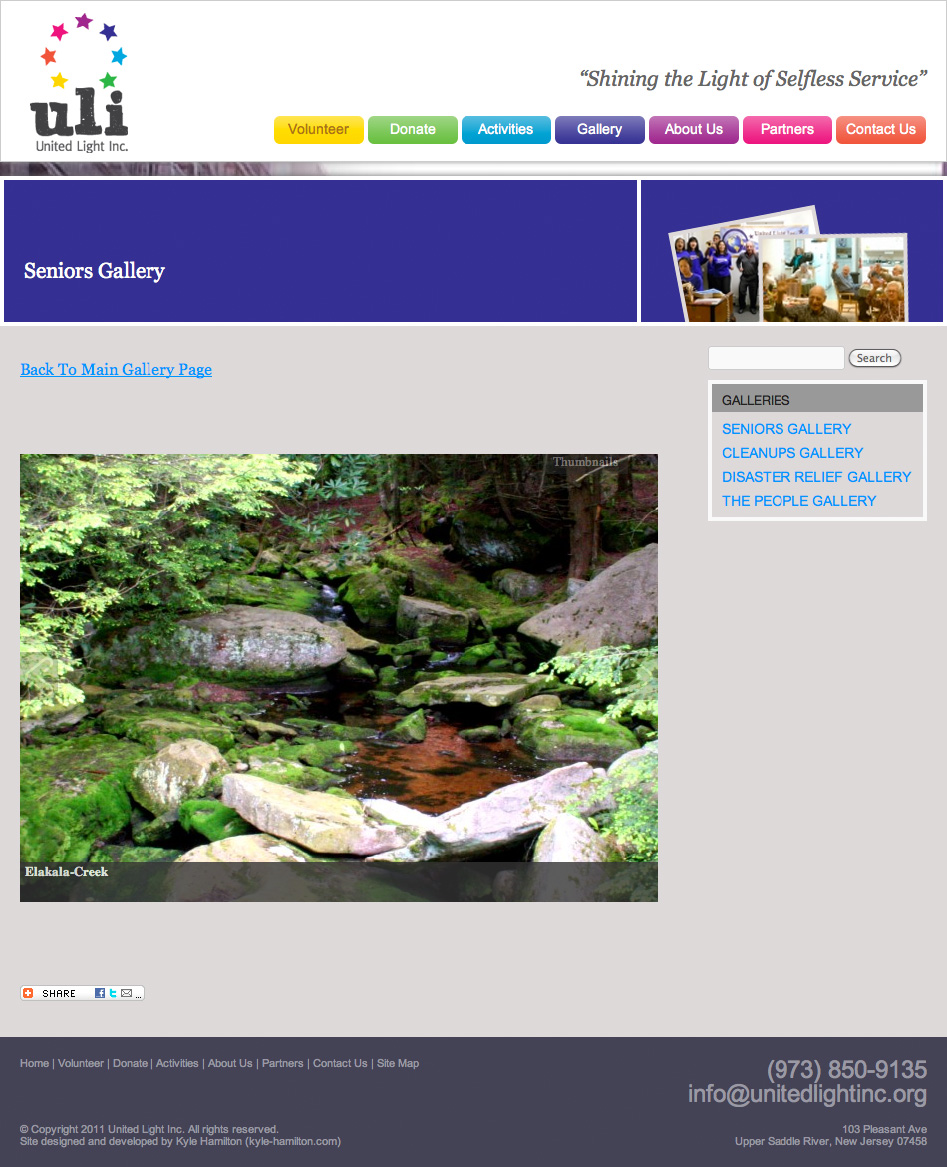 uli
United Light Inc.
“Shining the Light of Selfless Service”
Volunteer Donate Activities Gallery About Us Partners Contact Us
Seniors Gallery
Back To Main Gallery Page
Search
GALLERIES
SENIORS GALLERY
CLEANUPS GALLERY
DISASTER RELIEF GALLERY
THE PEOPLE GALLERY
Thumbnails
Elakala-Creek
SHARE ...
Home | Volunteer | Donate | Activities | About Us | Partners | Contact Us | Site Map
(973) 850-9135
info@unitedlightinc.org
© Copyright 2011 United Light Inc. All rights reserved.
Site designed and developed by Kyle Hamilton (kyle-hamilton.com)
103 Pleasant Ave
Upper Saddle River, New Jersey 07458